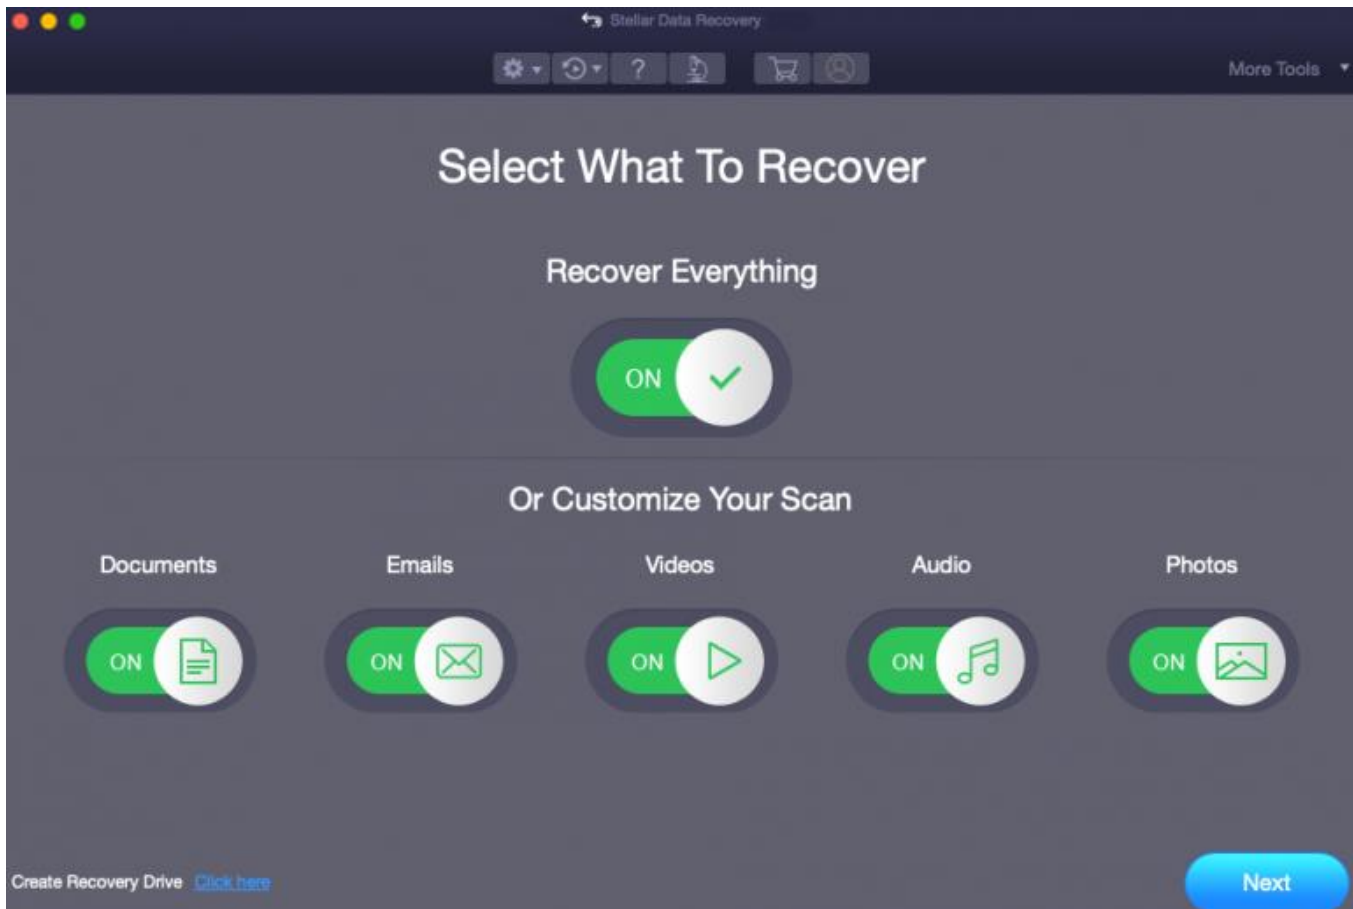 Stellar Data Recovery
?
More Tools
Select What To Recover
Recover Everything
ON
Or Customize Your Scan
Documents Emails Videos Audio Photos
ON ON ON ON ON
Create Recovery Drive Click here
Next